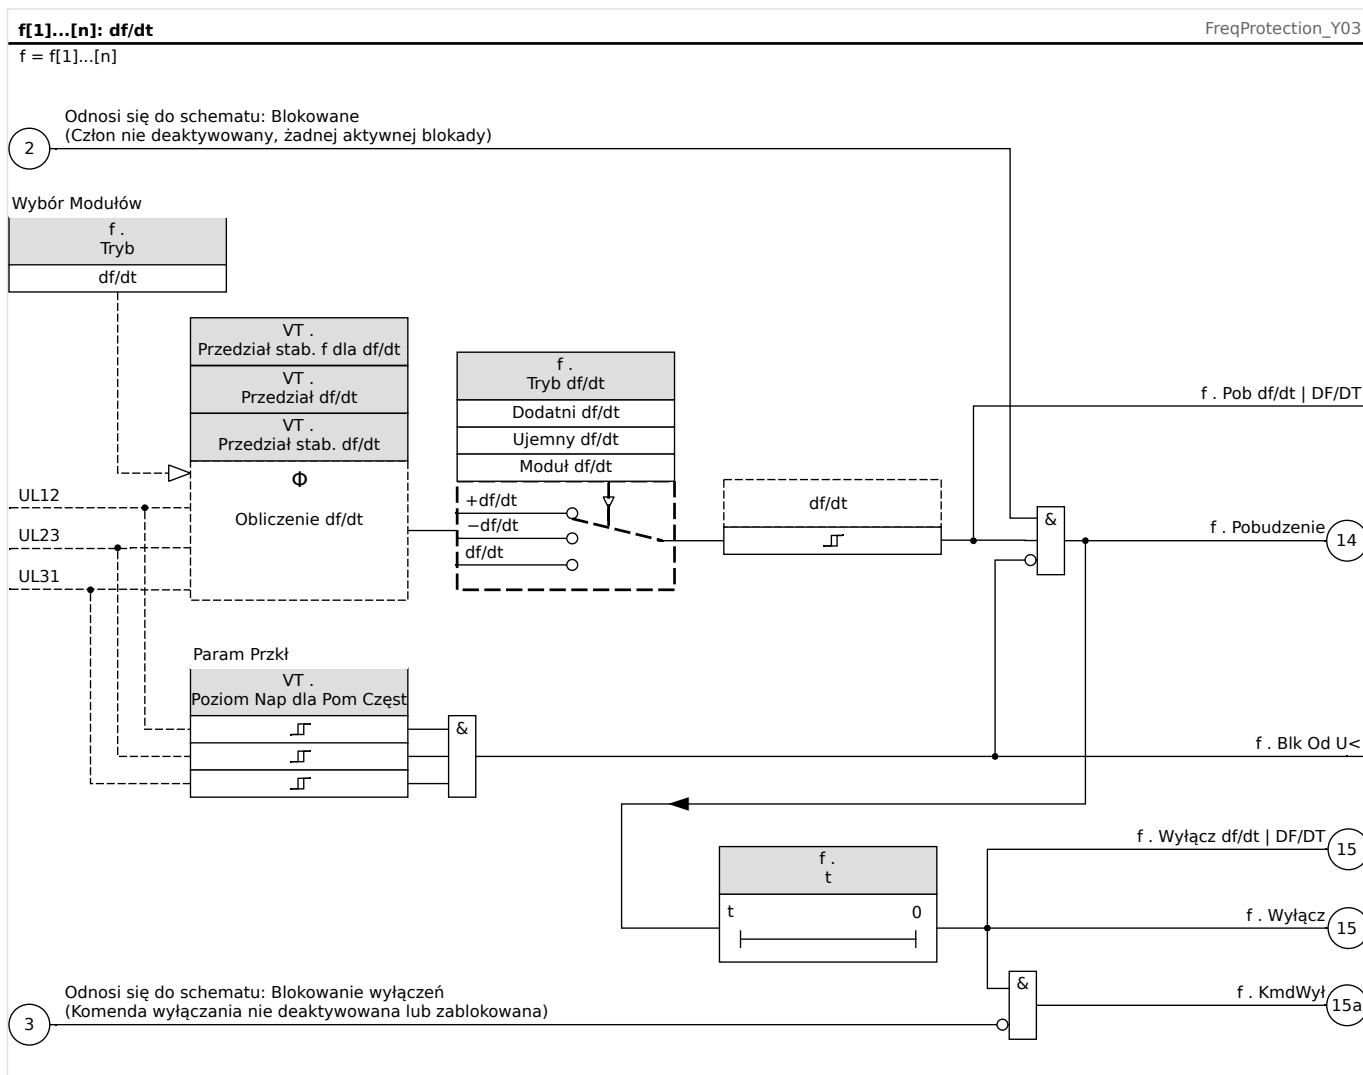 f[1]...[n]: df/dt
FreqProtection_Y03
f = f[1]...[n]
Odnosi się do schematu: Blokowane
(Człon nie deaktywowany, żadnej aktywnej blokady)
2
Wybór Modułów
f .
Tryb
df/dt
VT .
Przedział stab. f dla df/dt
VT .
Przedział df/dt
VT .
Przedział stab. df/dt
Φ
Obliczenie df/dt
f .
Tryb df/dt
Dodatni df/dt
Ujemny df/dt
Moduł df/dt
+df/dt
−df/dt
df/dt
df/dt
f . Pob df/dt | DF/DT
&
f . Pobudzenie
14
UL12
UL23
UL31
Param Przkł
VT .
Poziom Nap dla Pom Częst
&
f . Blk Od U<
f .
t
t
0
f . Wyłącz df/dt | DF/DT
15
f . Wyłącz
15
&
f . KmdWył
15a
Odnosi się do schematu: Blokowanie wyłączeń
(Komenda wyłączania nie deaktywowana lub zablokowana)
3